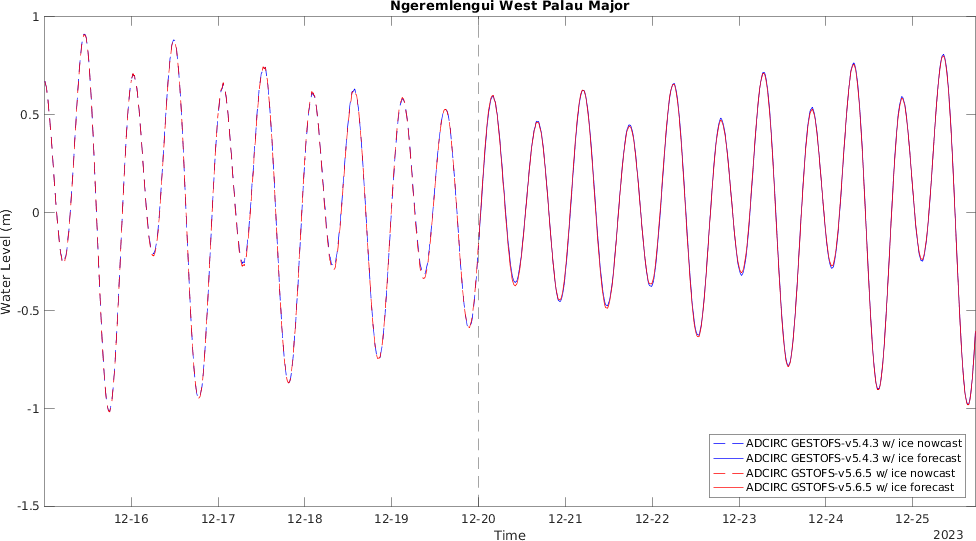 Ngeremlengui West Palau Major
1
0.5
0
-0.5
-1
-1.5
Water Level (m)
ADCIRC GESTOFS-v5.4.3 w/ ice nowcast
ADCIRC GESTOFS-v5.4.3 w/ ice forecast
ADCIRC GSTOFS-v5.6.5 w/ ice nowcast
ADCIRC GSTOFS-v5.6.5 w/ ice forecast
12-16 12-17 12-18 12-19 12-20 12-21 12-22 12-23 12-24 12-25
Time
2023